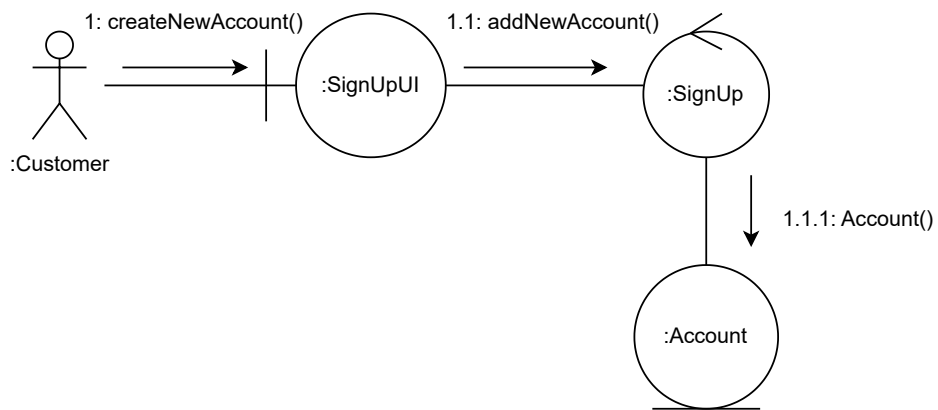 1: createNewAccount()
1.1: addNewAccount()
:SignUpUI
:SignUp
:Customer
1.1.1: Account()
:Account